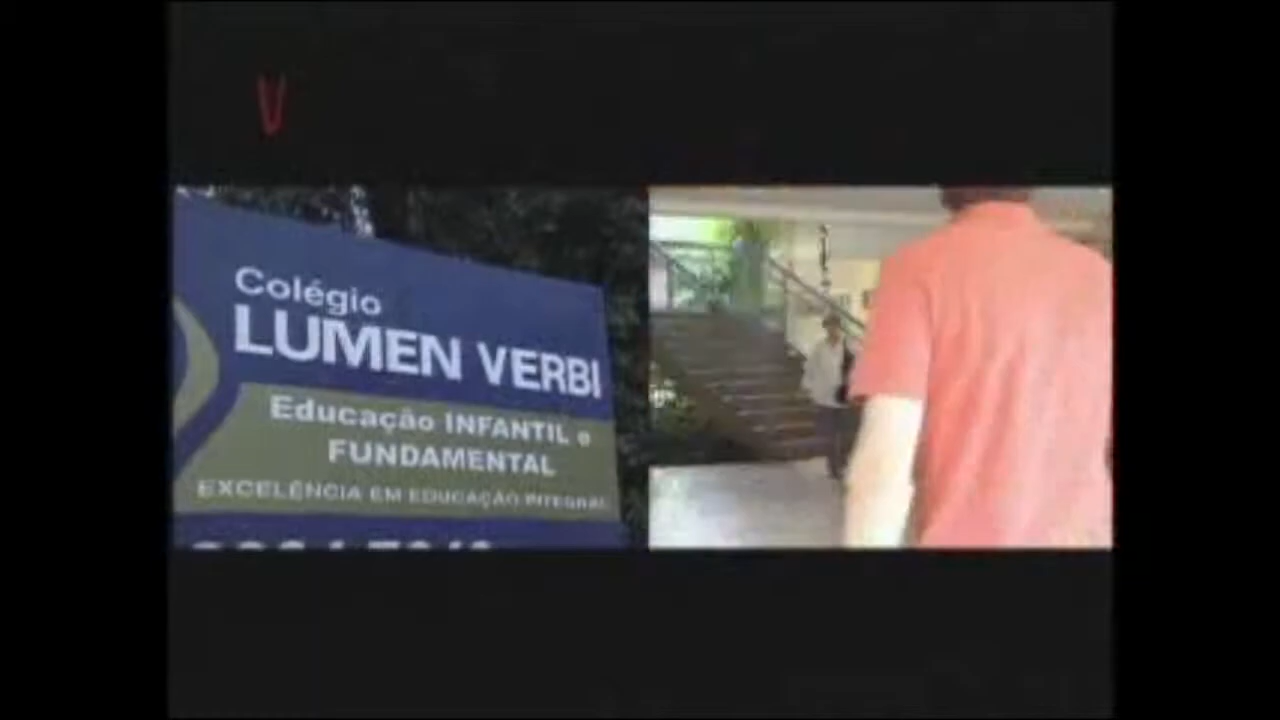 V
Colégio
LUMEN VERBI
Educação INFANTIL e
FUNDAMENTAL
EXCELÊNCIA EM EDUCAÇÃO INTEGRAL